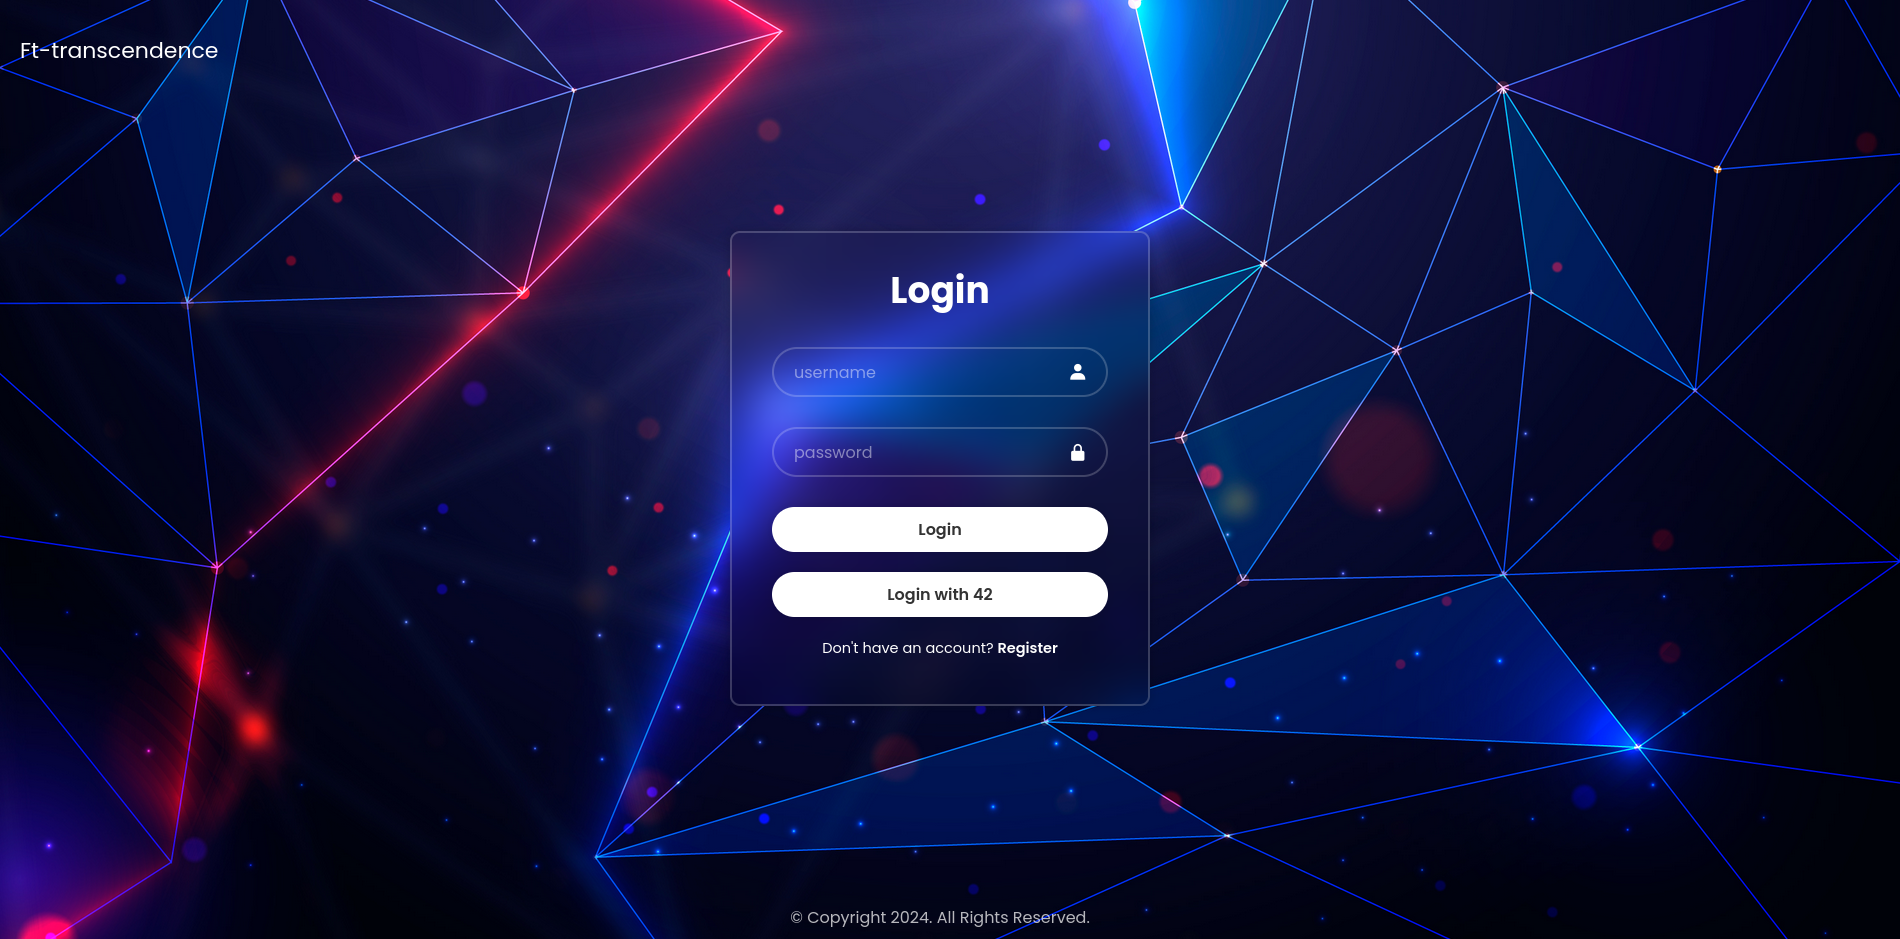 Ft-transcendence
Login
username
password
Login
Login with 42
Don't have an account? Register
© Copyright 2024. All Rights Reserved.